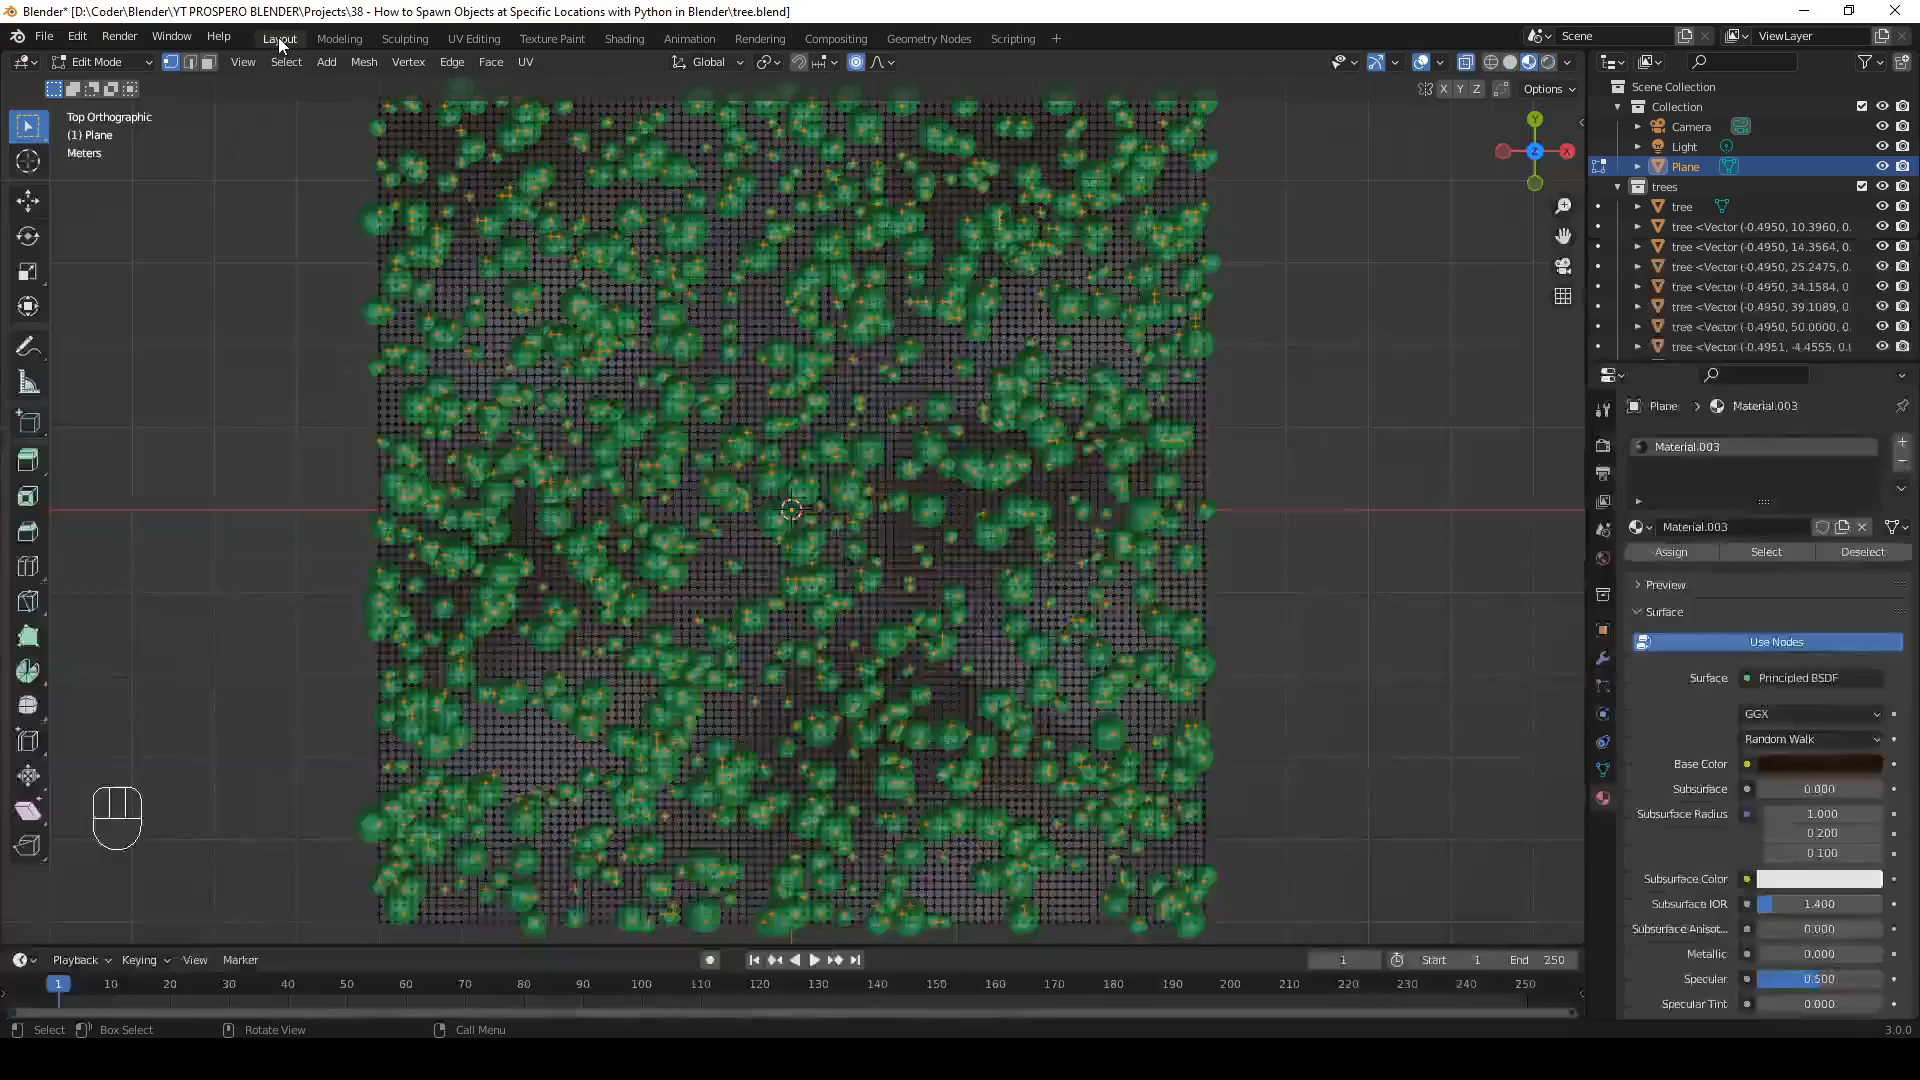 Blender* [D:\Coder\Blender\YT PROSPERO BLENDER\Projects\38 - How to Spawn Objects at Specific Locations with Python in Blender\tree.blend]
File Edit Render Window Help Layout Modeling Sculpting UV Editing Texture Paint Shading Animation Rendering Compositing Geometry Nodes Scripting Scene ViewLayer
Edit Mode View Select Add Mesh Vertex Edge Face UV Global
X Y Z Options
Top Orthographic
(1) Plane
Meters
Y
Z X
Scene Collection
Collection
Camera
Light
Plane
trees
tree
tree <Vector (-0.4950, 10.3960, 0.
tree <Vector (-0.4950, 14.3564, 0.
tree <Vector (-0.4950, 25.2475, 0.
tree <Vector (-0.4950, 34.1584, 0
tree <Vector (-0.4950, 39.1089, 0
tree <Vector (-0.4950, 50.0000, 0.
tree <Vector (-0.4951, -4.4555, 0.
Plane > Material.003
Material.003
Material.003
Assign Select Deselect
Preview
Surface
Use Nodes
Surface Principled BSDF
GGX
Random Walk
Base Color
Subsurface 0.000
Subsurface Radius 1.000
0.200
0.100
Subsurface Color
Subsurface IOR 1.400
Subsurface Anisot... 0.000
Metallic 0.000
Specular 0.500
Specular Tint 0.000
Playback Keying View Marker 1 Start 1 End 250
1 10 20 30 40 50 60 70 80 90 100 110 120 130 140 150 160 170 180 190 200 210 220 230 240 250
Select Box Select Rotate View Call Menu 3.0.0